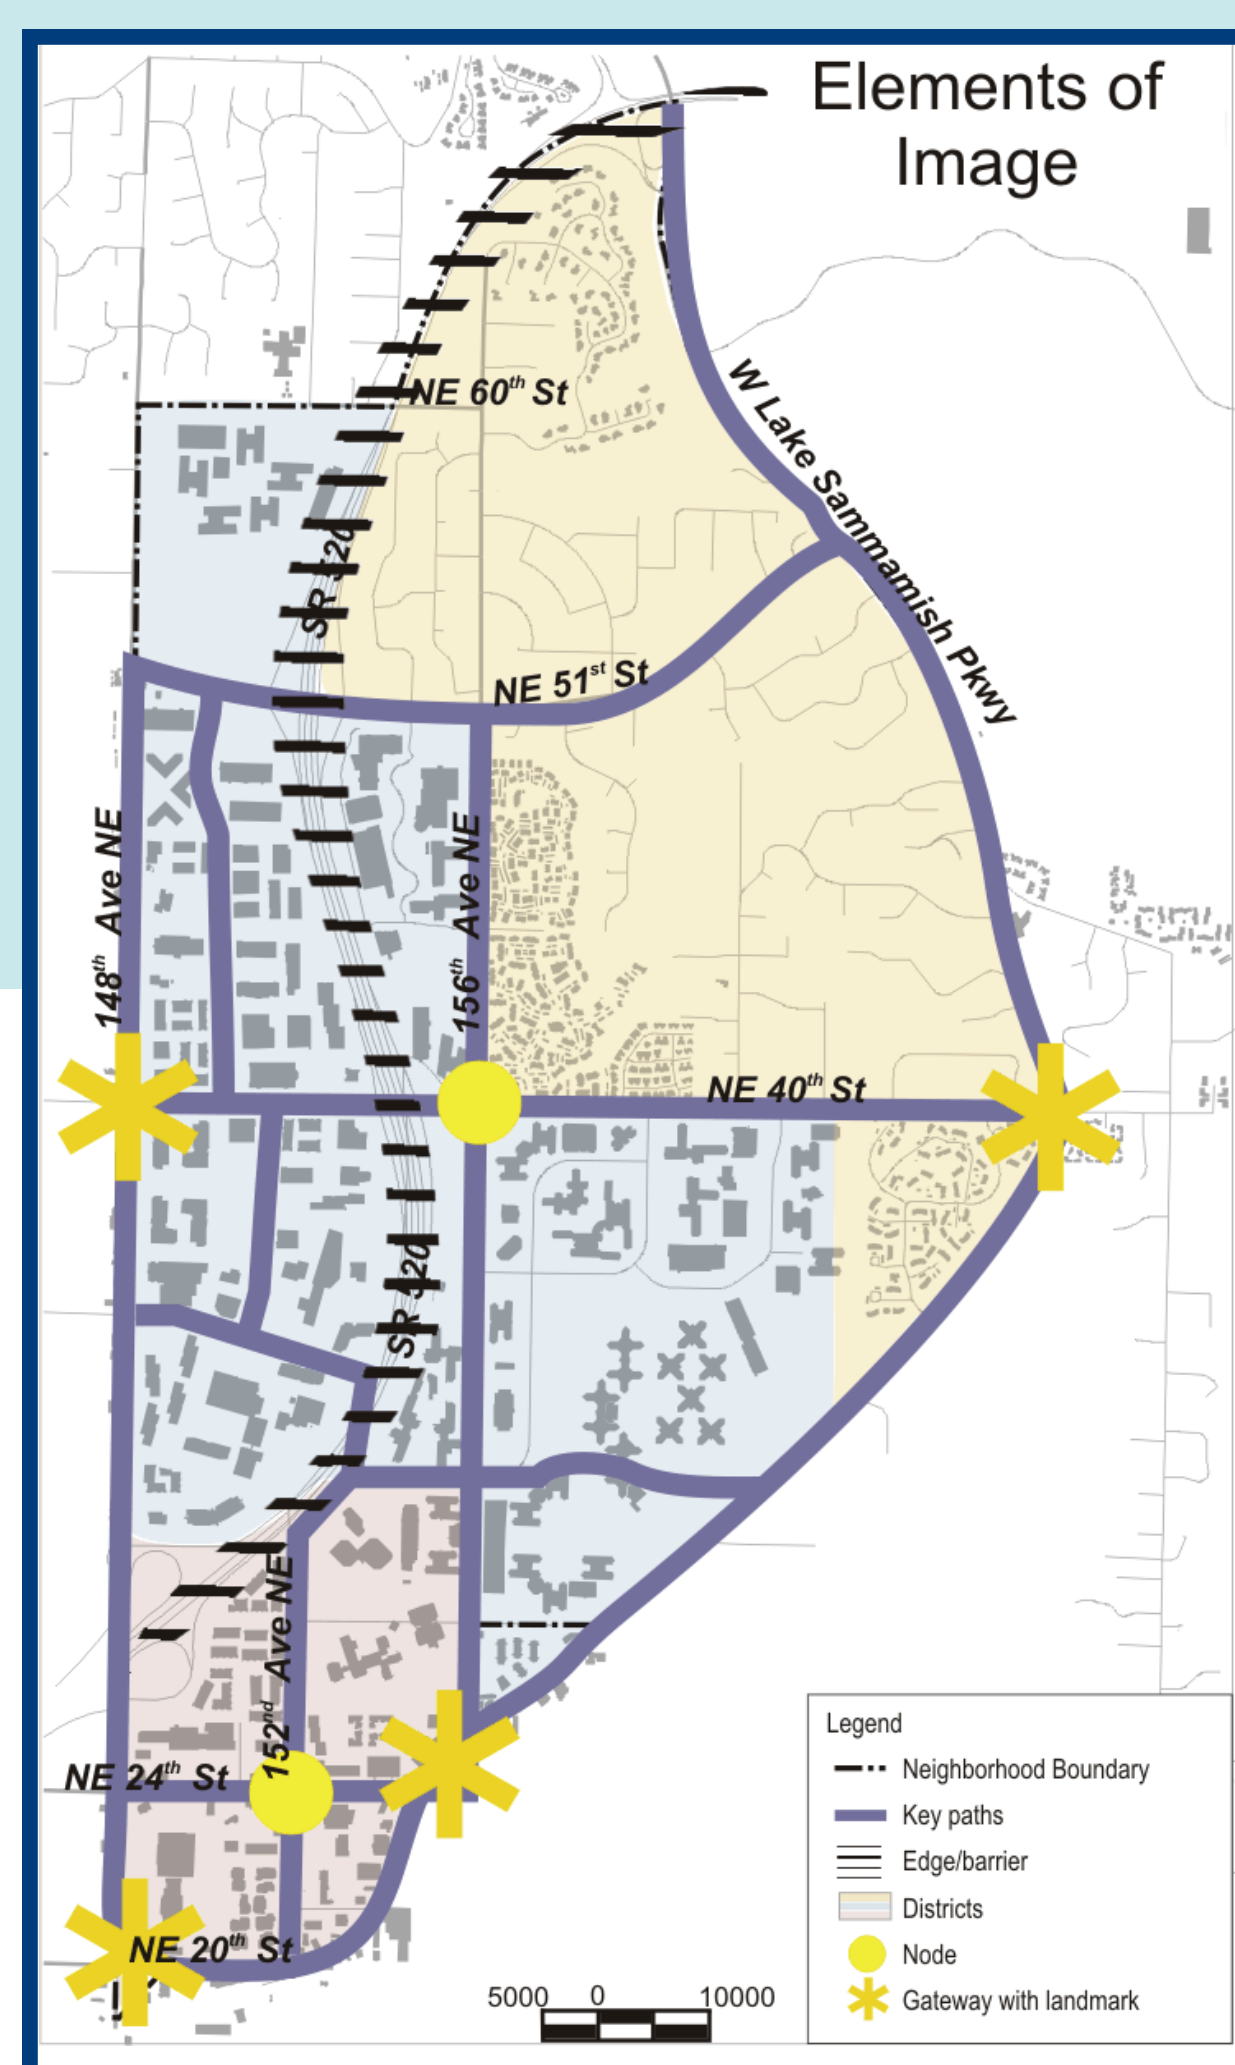 Elements of
Image
NE 60th St
W Lake Sammamish Pkwy
SR 520
NE 51st St
148th Ave NE
156th Ave NE
NE 40th St
SR 520
152nd Ave NE
NE 24th St
NE 20th St
5000 0 10000
Legend
Neighborhood Boundary
Key paths
Edge/barrier
Districts
Node
Gateway with landmark